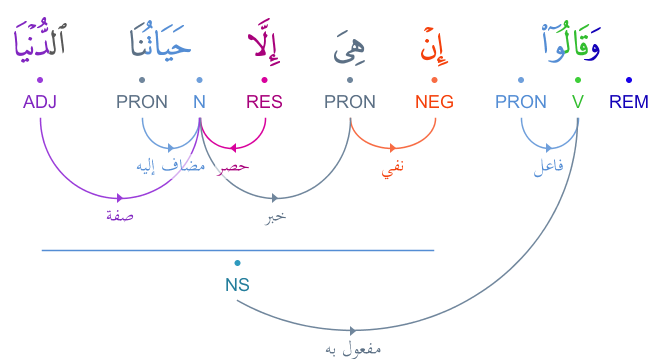 وَقَالُوٓا۟ إِنْ هِىَ إِلَّا حَيَاتُنَا ٱلدُّنْيَا
REM V PRON NEG PRON RES N PRON ADJ
فاعل نفي حصر مضاف إليه
خبر صفة
NS
مفعول به